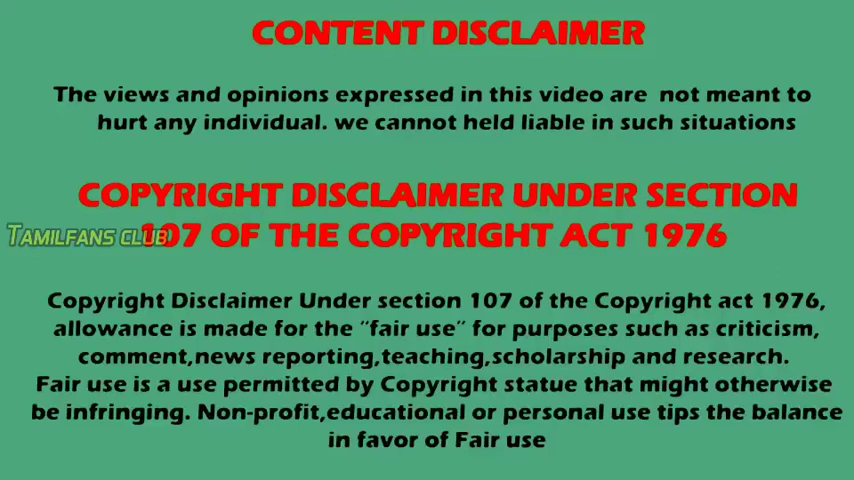 CONTENT DISCLAIMER
The views and opinions expressed in this video are not meant to
hurt any individual. we cannot held liable in such situations
COPYRIGHT DISCLAIMER UNDER SECTION
107 OF THE COPYRIGHT ACT 1976
TAMILFANS CLUB
Copyright Disclaimer Under section 107 of the Copyright act 1976,
allowance is made for the "fair use" for purposes such as criticism,
comment,news reporting,teaching,scholarship and research.
Fair use is a use permitted by Copyright statue that might otherwise
be infringing. Non-profit,educational or personal use tips the balance
in favor of Fair use